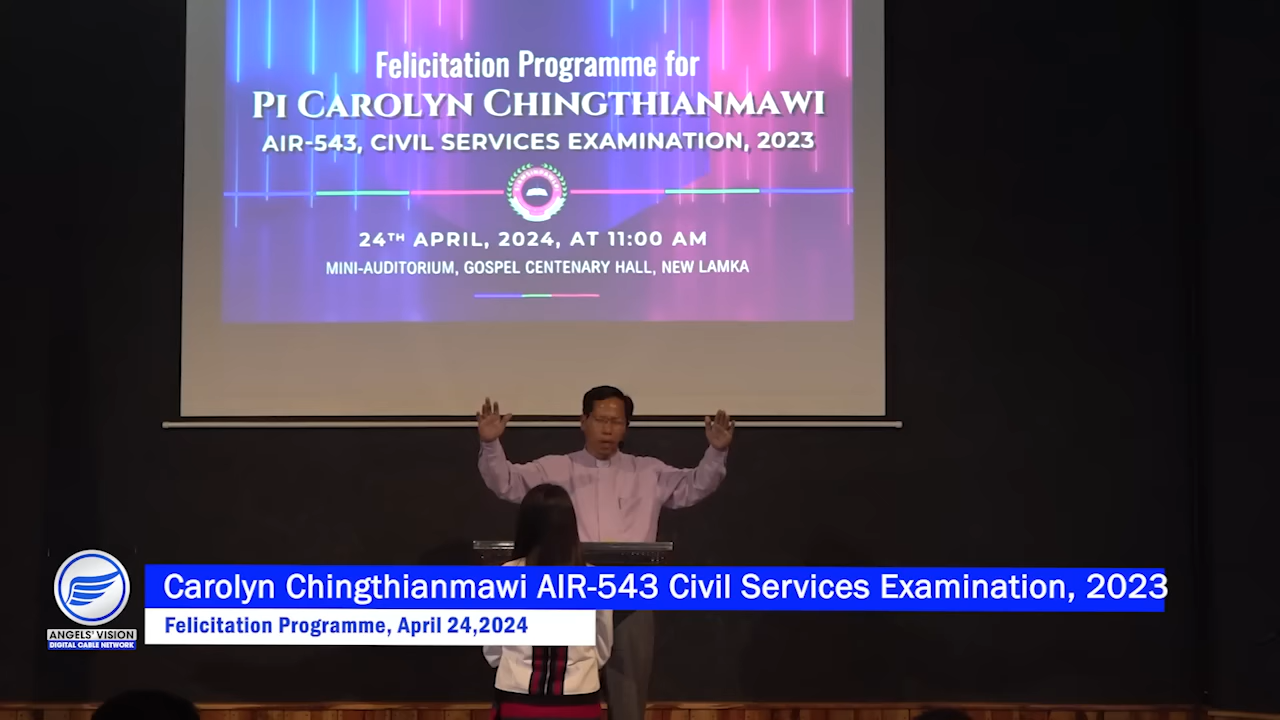 Felicitation Programme for
PI CAROLYN CHINGTHIANMAWI
AIR-543, CIVIL SERVICES EXAMINATION, 2023
24TH APRIL, 2024, AT 11:00 AM
MINI-AUDITORIUM, GOSPEL CENTENARY HALL, NEW LAMKA
Carolyn Chingthianmawi AIR-543 Civil Services Examination, 2023
Felicitation Programme, April 24,2024
ANGELS' VISION
DIGITAL CABLE NETWORK